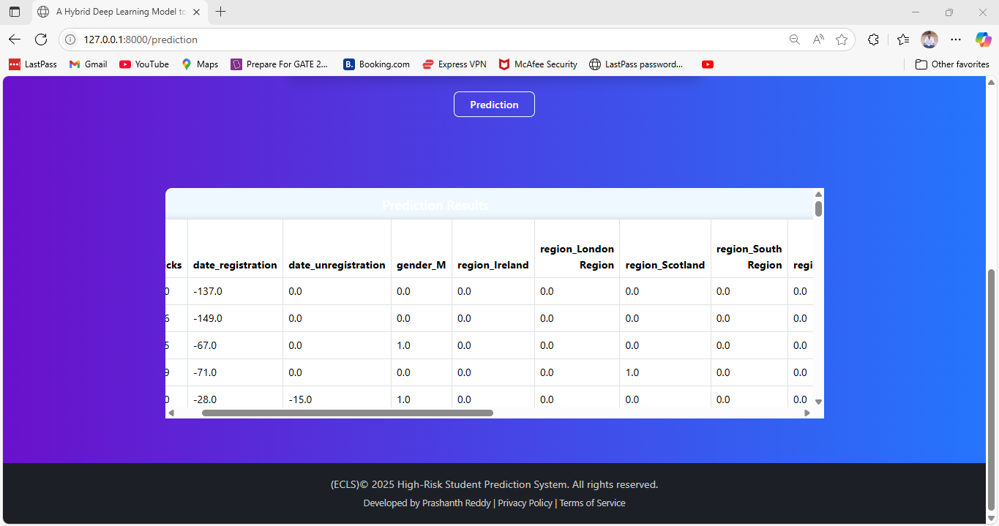 A Hybrid Deep Learning Model to
127.0.0.1:8000/prediction
LastPass Gmail YouTube Maps Prepare For GATE 2... B. Booking.com Express VPN McAfee Security LastPass password... Other favorites
Prediction
Prediction Results
icks date_registration date_unregistration gender_M region_Ireland region_London Region region_Scotland region_South Region regi
0 -137.0 0.0 0.0 0.0 0.0 0.0 0.0 0.0
6 -149.0 0.0 0.0 0.0 0.0 0.0 0.0 0.0
5 -67.0 0.0 1.0 0.0 0.0 0.0 0.0 0.0
9 -71.0 0.0 0.0 0.0 0.0 1.0 0.0 0.0
0 -28.0 -15.0 1.0 0.0 0.0 0.0 0.0 0.0
(ECLS)© 2025 High-Risk Student Prediction System. All rights reserved.
Developed by Prashanth Reddy | Privacy Policy | Terms of Service